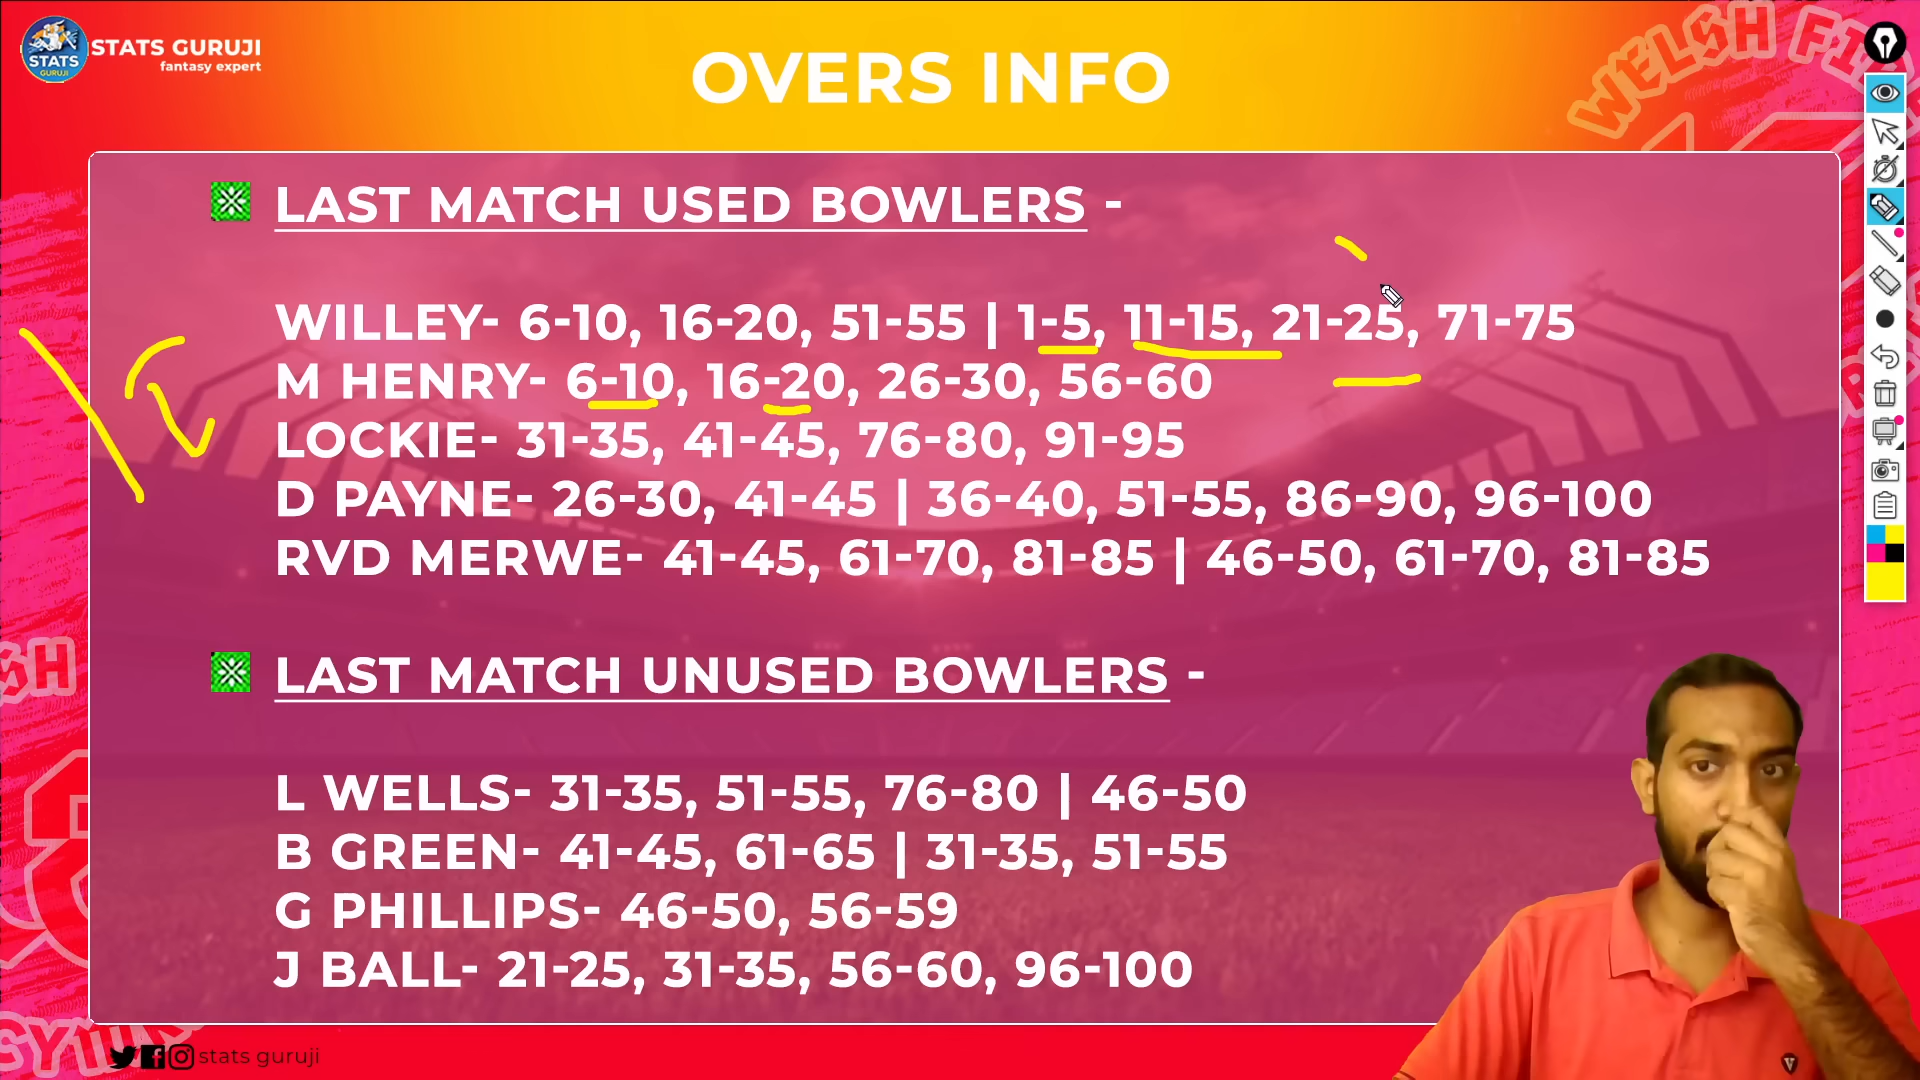 STATS GURUJI
fantasy expert
STATS
GURUJI
OVERS INFO
WELSH FI
LAST MATCH USED BOWLERS -
WILLEY- 6-10, 16-20, 51-55 | 1-5, 11-15, 21-25, 71-75
M HENRY- 6-10, 16-20, 26-30, 56-60
LOCKIE- 31-35, 41-45, 76-80, 91-95
D PAYNE- 26-30, 41-45 | 36-40, 51-55, 86-90, 96-100
RVD MERWE- 41-45, 61-70, 81-85 | 46-50, 61-70, 81-85
SH
LAST MATCH UNUSED BOWLERS -
L WELLS- 31-35, 51-55, 76-80 | 46-50
B GREEN- 41-45, 61-65 | 31-35, 51-55
G PHILLIPS- 46-50, 56-59
J BALL- 21-25, 31-35, 56-60, 96-100
stats guruji